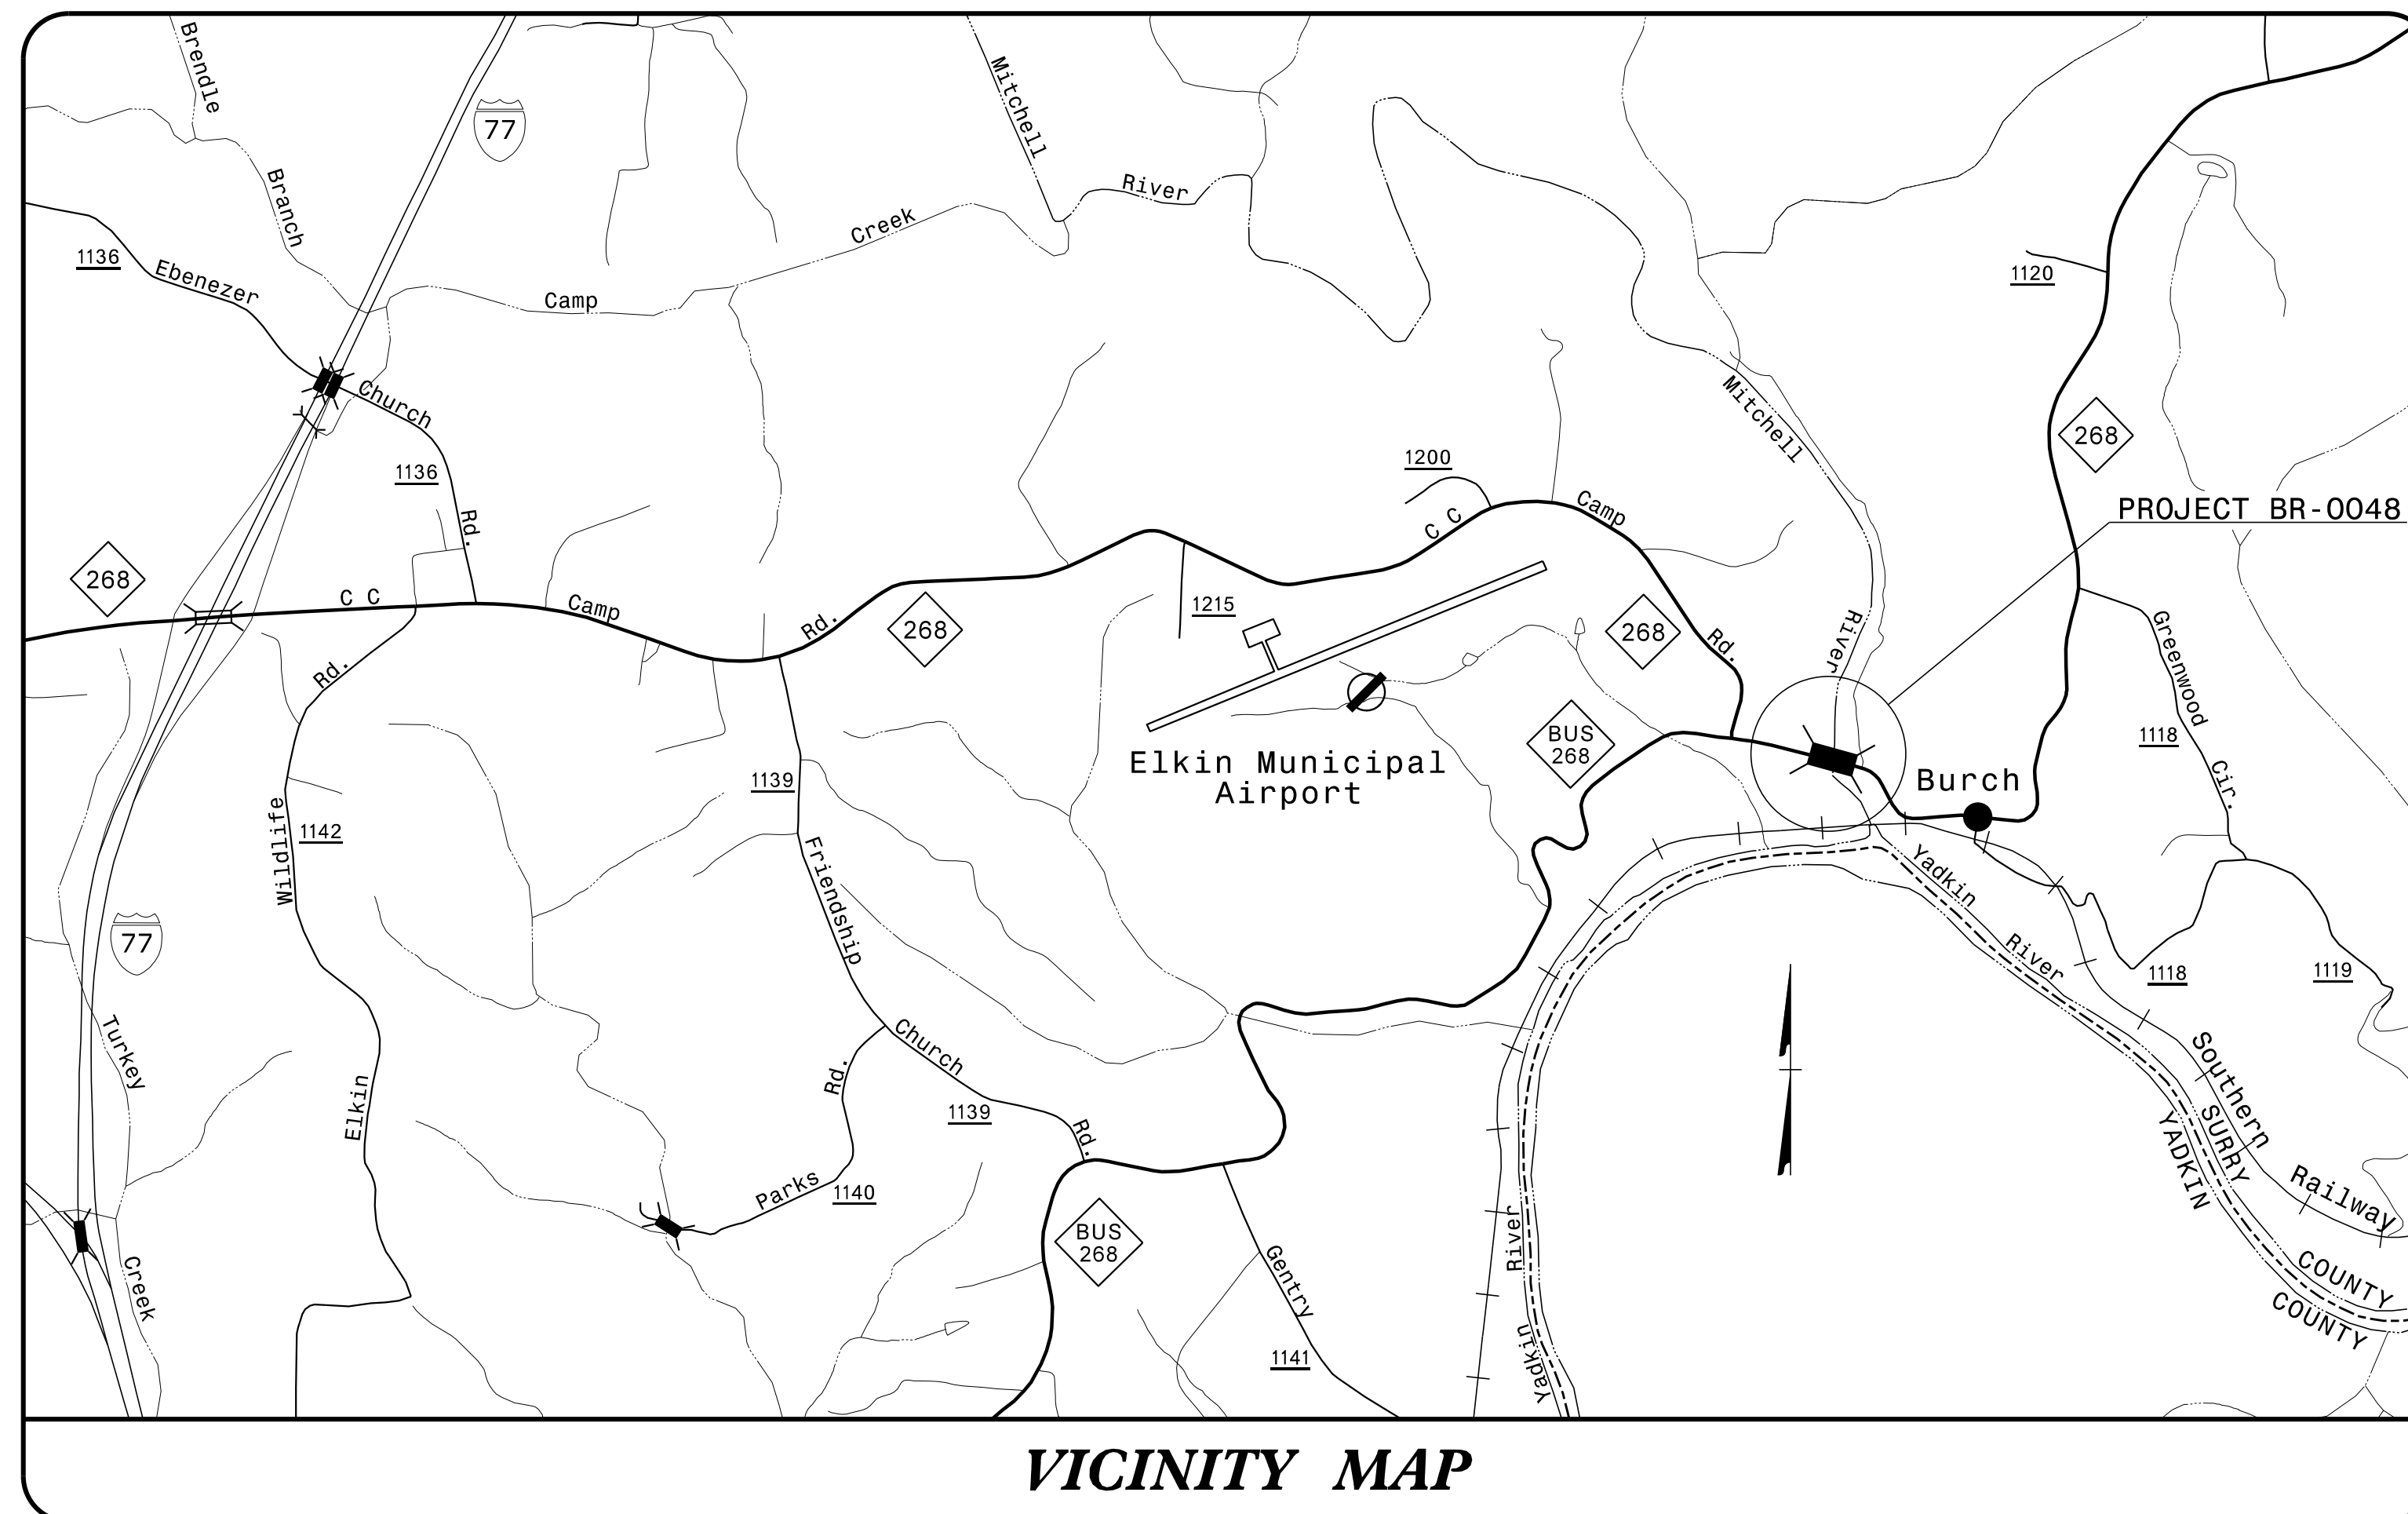 Brendle
Branch
77
Mitchell
River
Creek
Camp
1136
Ebenezer
Church
1136
Rd.
1120
Mitchell
River
268
PROJECT BR-0048
1200
C C
Camp
Rd.
268
268
C C
Camp
Rd.
268
1215
Rd.
Wildlife
1142
Elkin
Elkin Municipal
Airport
BUS
268
Burch
Greenwood
1118
Cir.
1139
Friendship
Church
1139
Rd.
77
Turkey
Creek
Rd.
Parks
1140
BUS
268
Gentry
1141
Yadkin
River
1118
1119
Southern
Railway
SURRY
COUNTY
YADKIN
COUNTY
River
Yadkin
VICINITY MAP